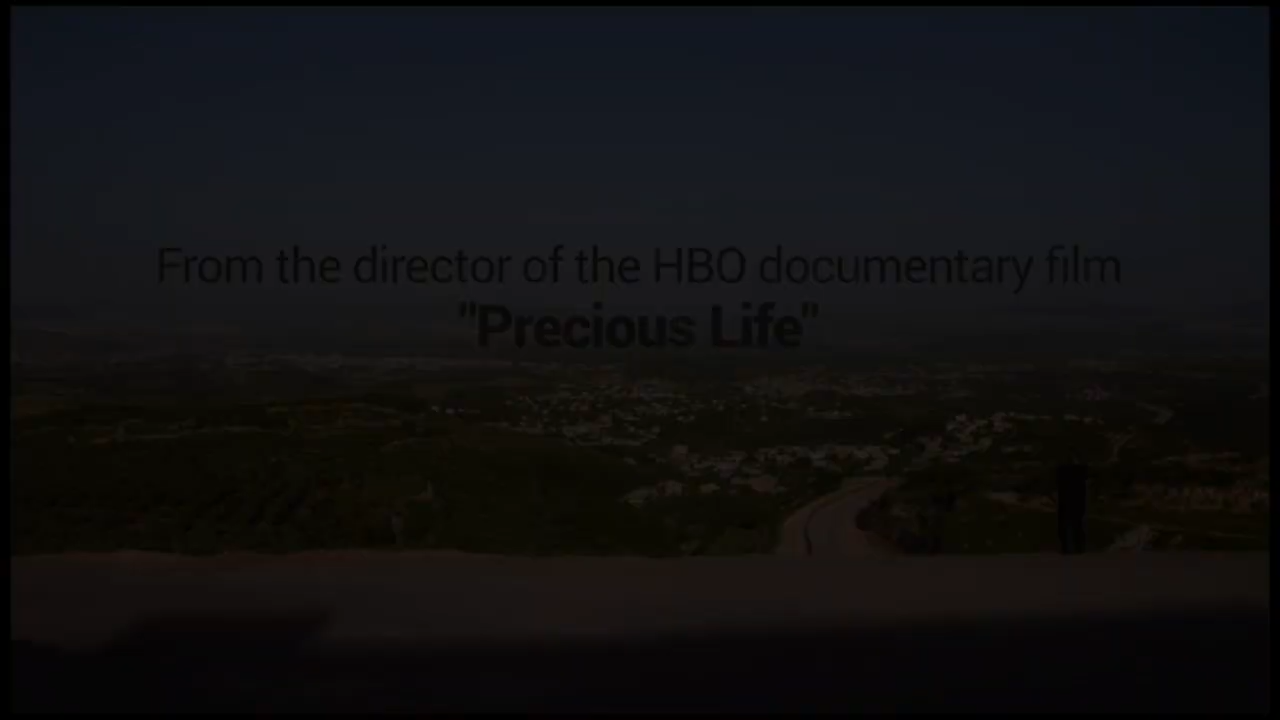 From the director of the HBO documentary film
"Precious Life"